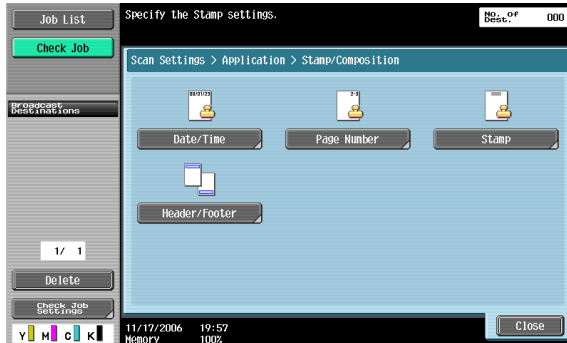 Job List
Specify the Stamp settings.
No. of
Dest.
000
Check Job
Scan Settings > Application > Stamp/Composition
Broadcast
Destinations
Date/Time
2-3
Page Number
Stamp
Header/Footer
1/ 1
Delete
Check Job
Settings
Close
Y M C K
11/17/2006 19:57
Memory 100%